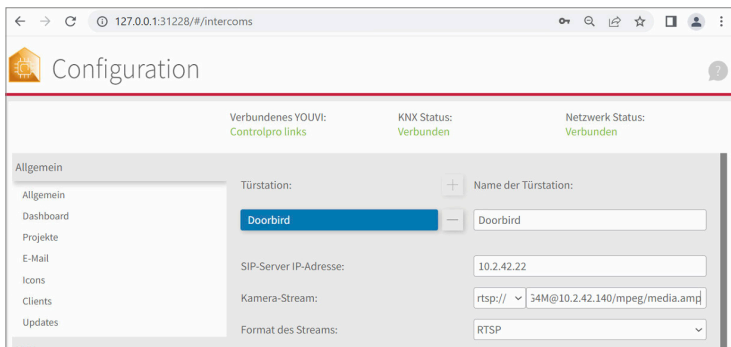 127.0.0.1:31228/#/intercoms
Configuration
?
Verbundenes YOUVI: KNX Status: Netzwerk Status:
Controlpro links Verbunden Verbunden
Allgemein
Allgemein
Dashboard
Projekte
E-Mail
Icons
Clients
Updates
Türstation: + Name der Türstation:
Doorbird − Doorbird
SIP-Server IP-Adresse: 10.2.42.22
Kamera-Stream: rtsp:// G4M@10.2.42.140/mpeg/media.amp
Format des Streams: RTSP